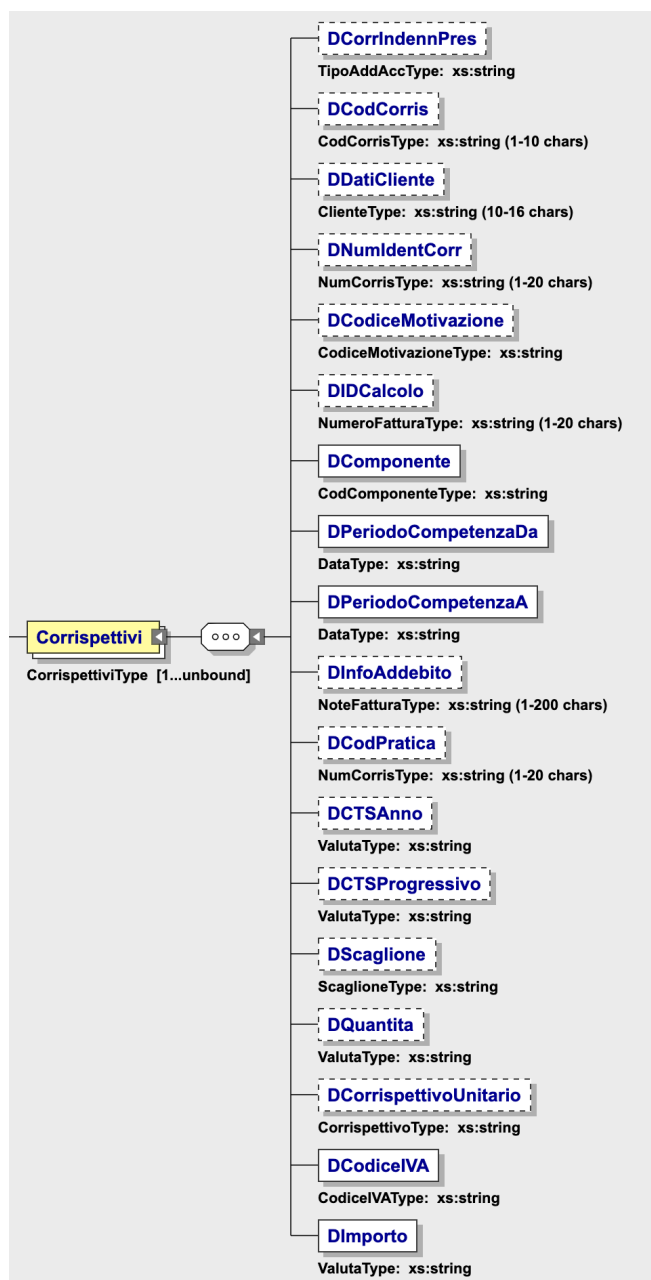 DCorrIndennPres
TipoAddAccType: xs:string
DCodCorris
CodCorrisType: xs:string (1-10 chars)
DDatiCliente
ClienteType: xs:string (10-16 chars)
DNumIdentCorr
NumCorrisType: xs:string (1-20 chars)
DCodiceMotivazione
CodiceMotivazioneType: xs:string
DIDCalcolo
NumeroFatturaType: xs:string (1-20 chars)
DComponente
CodComponenteType: xs:string
DPeriodoCompetenzaDa
DataType: xs:string
DPeriodoCompetenzaA
DataType: xs:string
Corrispettivi
CorrispettiviType [1...unbound]
DInfoAddebito
NoteFatturaType: xs:string (1-200 chars)
DCodPratica
NumCorrisType: xs:string (1-20 chars)
DCTSAnno
ValutaType: xs:string
DCTSProgressivo
ValutaType: xs:string
DScaglione
ScaglioneType: xs:string
DQuantita
ValutaType: xs:string
DCorrispettivoUnitario
CorrispettivoType: xs:string
DCodiceIVA
CodiceIVAType: xs:string
DImporto
ValutaType: xs:string